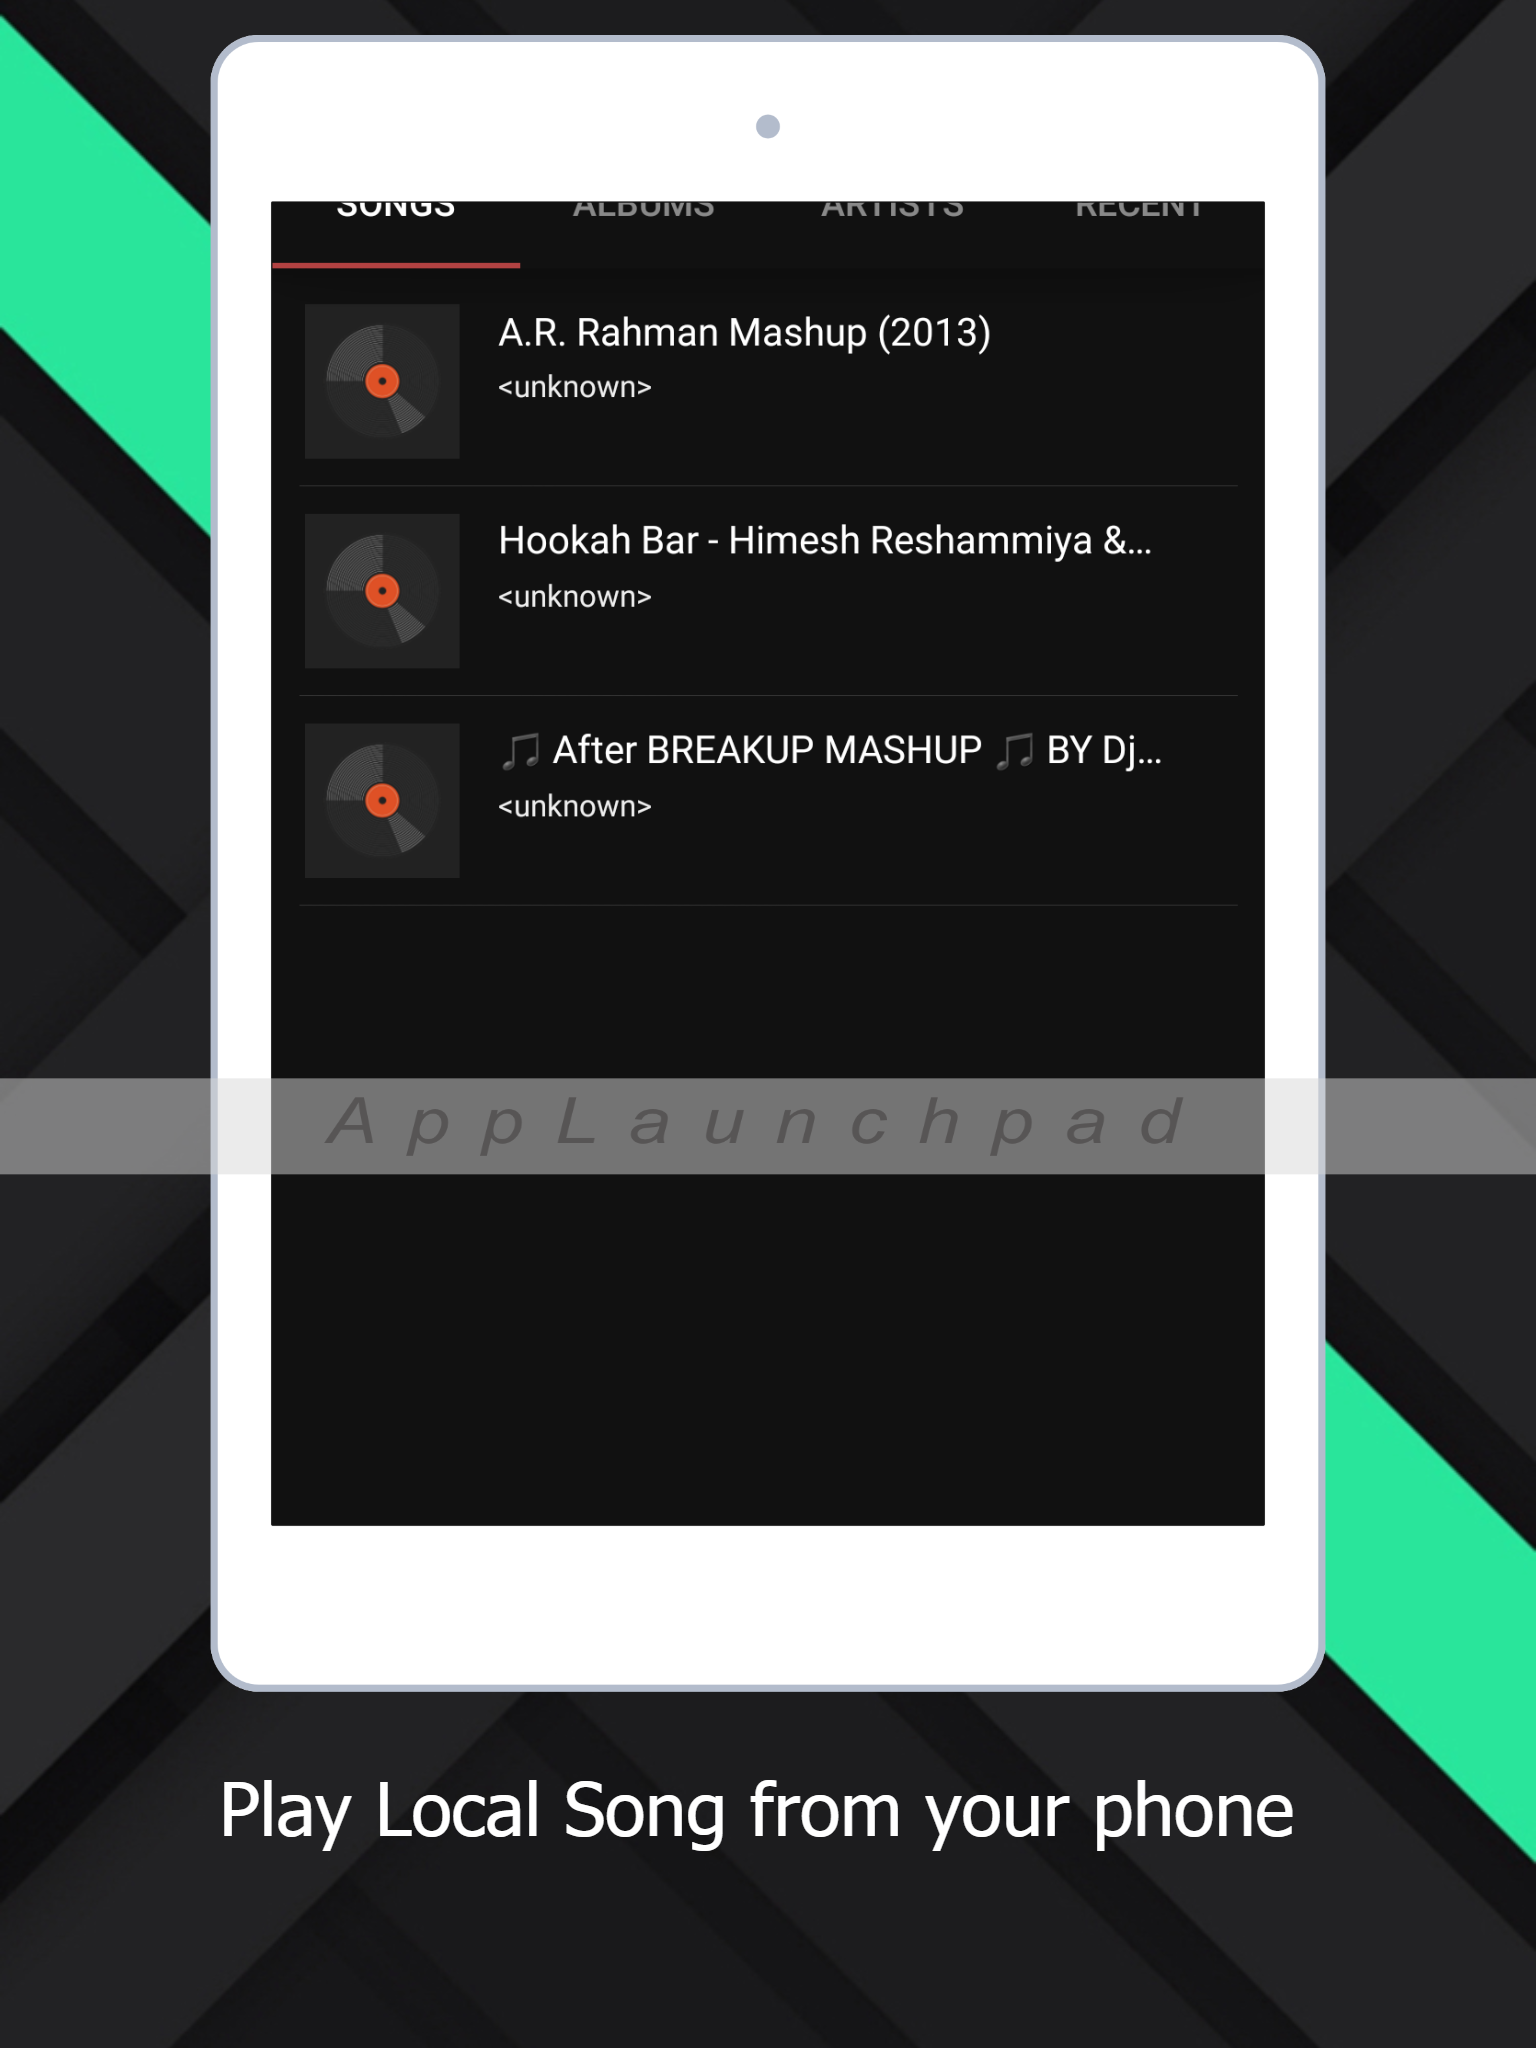 SONGS ALBUMS ARTISTS RECENT
A.R. Rahman Mashup (2013)
<unknown>
Hookah Bar - Himesh Reshammiya &...
<unknown>
🎵 After BREAKUP MASHUP 🎵 BY Dj...
<unknown>
AppLaunchpad
Play Local Song from your phone